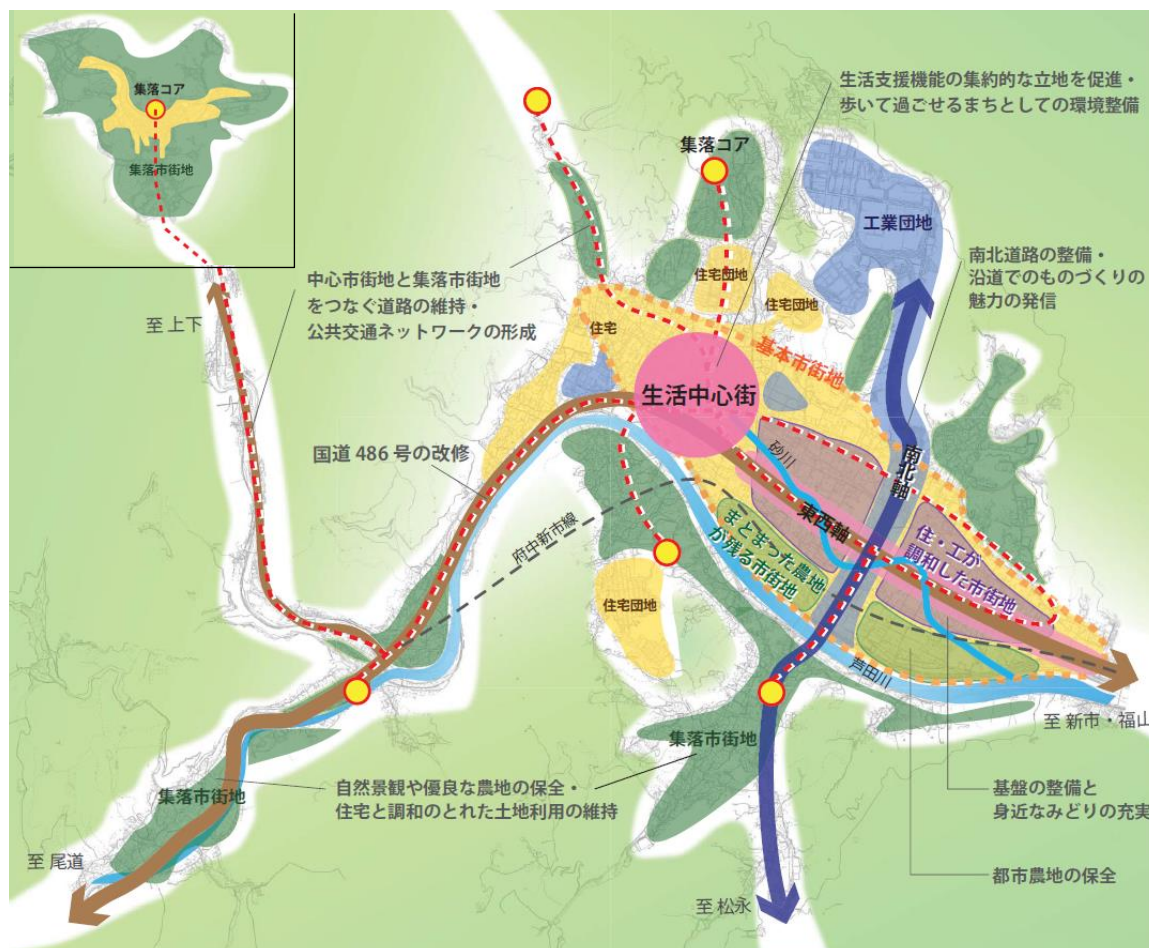 集落コア
集落市街地
生活支援機能の集約的な立地を促進・
歩いて過ごせるまちとしての環境整備
集落コア
工業団地
南北道路の整備・
沿道でのものづくりの
魅力の発信
中心市街地と集落市街地
をつなぐ道路の維持・
公共交通ネットワークの形成
至 上下
住宅団地
住宅団地
住宅
基本市街地
生活中心街
国道 486 号の改修
砂川
南北軸
東西軸
府中新市線
まとまった農地
が残る市街地
住・工が
調和した市街地
住宅団地
芦田川
至 新市・福山
集落市街地
自然景観や優良な農地の保全・
住宅と調和のとれた土地利用の維持
集落市街地
基盤の整備と
身近なみどりの充実
都市農地の保全
至 尾道
至 松永